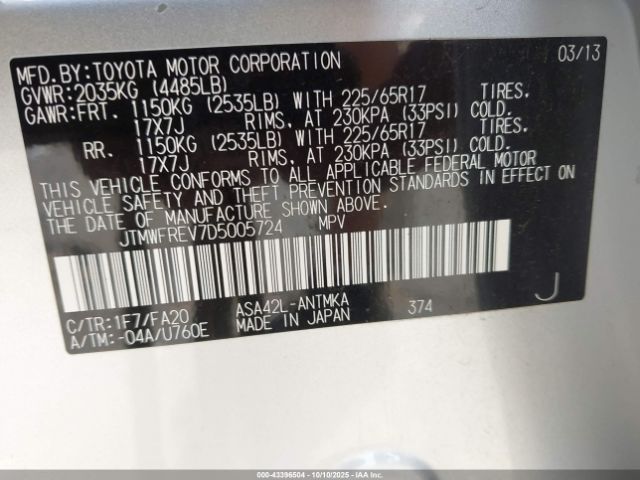 MFD. BY: TOYOTA MOTOR CORPORATION 03/13
GVWR: 2035KG (4485LB)
GAWR: FRT. 1150KG (2535LB) WITH 225/65R17 TIRES,
17X7J RIMS, AT 230KPA (33PSI) COLD.
RR. 1150KG (2535LB) WITH 225/65R17 TIRES,
17X7J RIMS, AT 230KPA (33PSI) COLD.
THIS VEHICLE CONFORMS TO ALL APPLICABLE FEDERAL MOTOR
VEHICLE SAFETY AND THEFT PREVENTION STANDARDS IN EFFECT ON
THE DATE OF MANUFACTURE SHOWN ABOVE.
JTMWFREV7D5005724 MPV
C/TR: 1F7/FA20 ASA42L-ANTMKA 374 J
A/TM: -04A/U760E MADE IN JAPAN
000-43396504 - 10/10/2025 - IAAI.COM